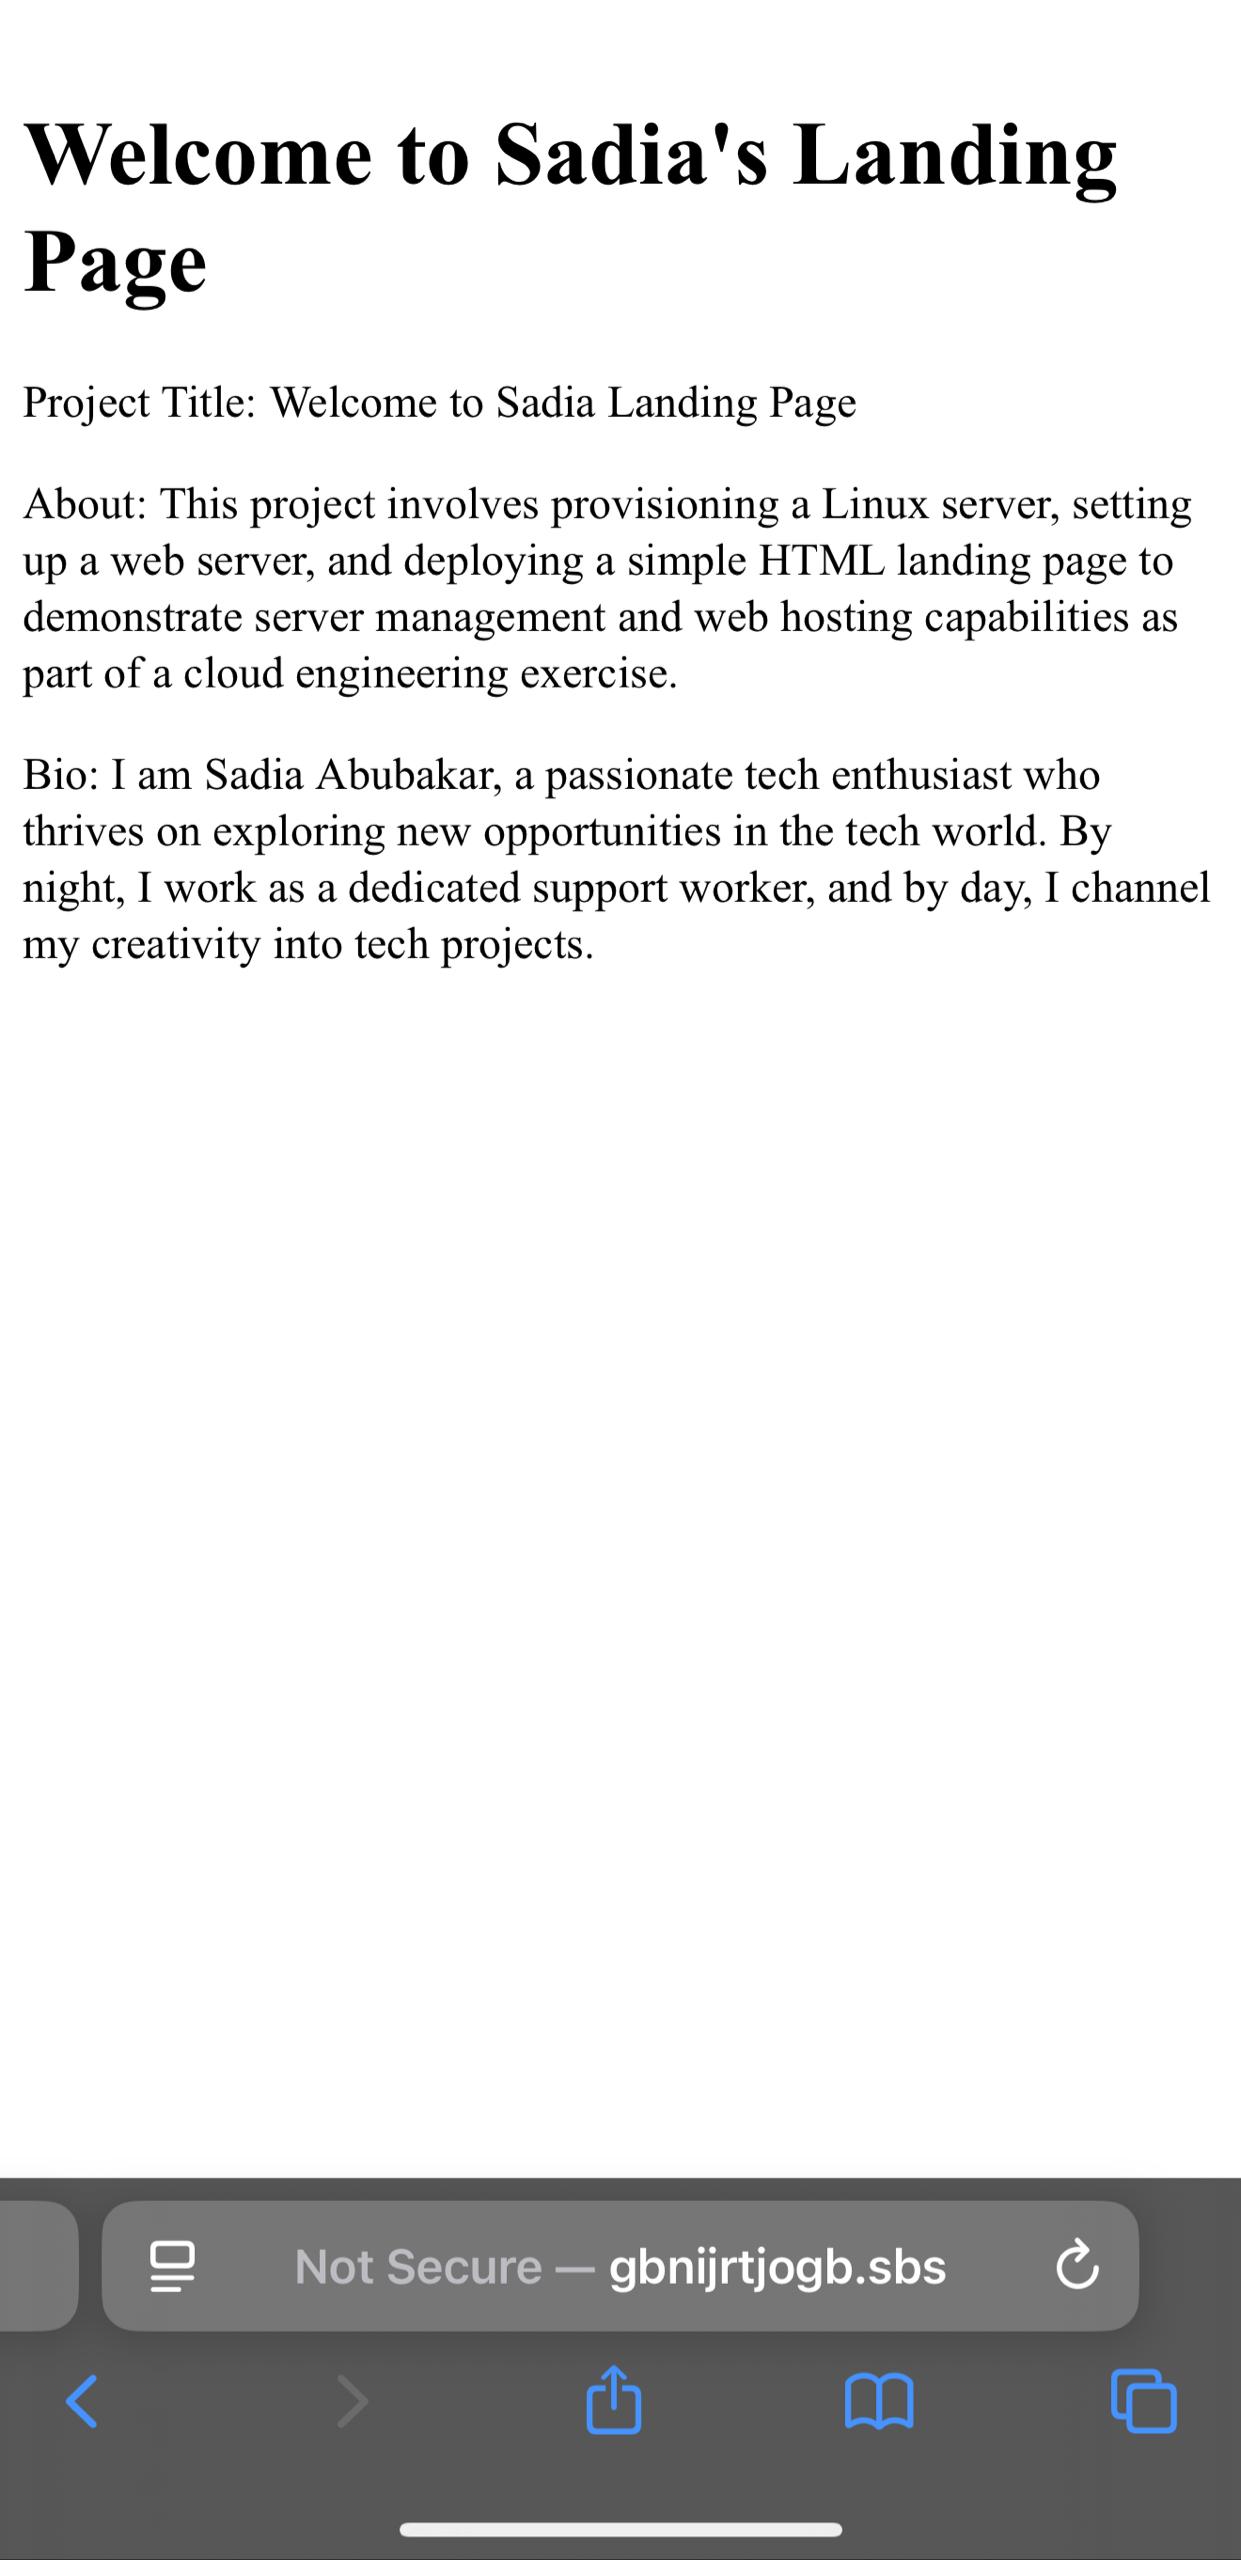 Welcome to Sadia's Landing
Page
Project Title: Welcome to Sadia Landing Page
About: This project involves provisioning a Linux server, setting
up a web server, and deploying a simple HTML landing page to
demonstrate server management and web hosting capabilities as
part of a cloud engineering exercise.
Bio: I am Sadia Abubakar, a passionate tech enthusiast who
thrives on exploring new opportunities in the tech world. By
night, I work as a dedicated support worker, and by day, I channel
my creativity into tech projects.
Not Secure — gbnijrtjogb.sbs